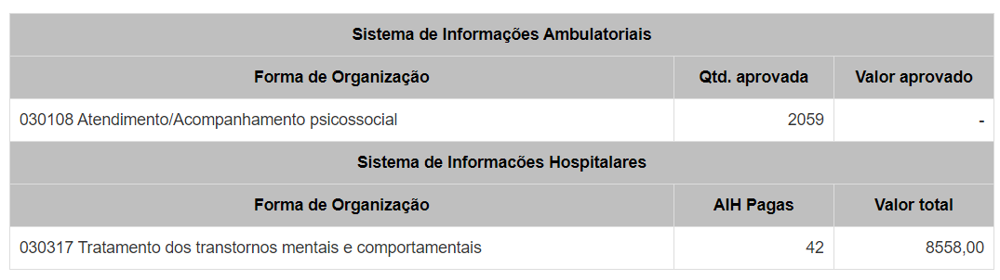 Sistema de Informações Ambulatoriais
Forma de Organização Qtd. aprovada Valor aprovado
030108 Atendimento/Acompanhamento psicossocial 2059 -
Sistema de Informacões Hospitalares
Forma de Organização AIH Pagas Valor total
030317 Tratamento dos transtornos mentais e comportamentais 42 8558,00